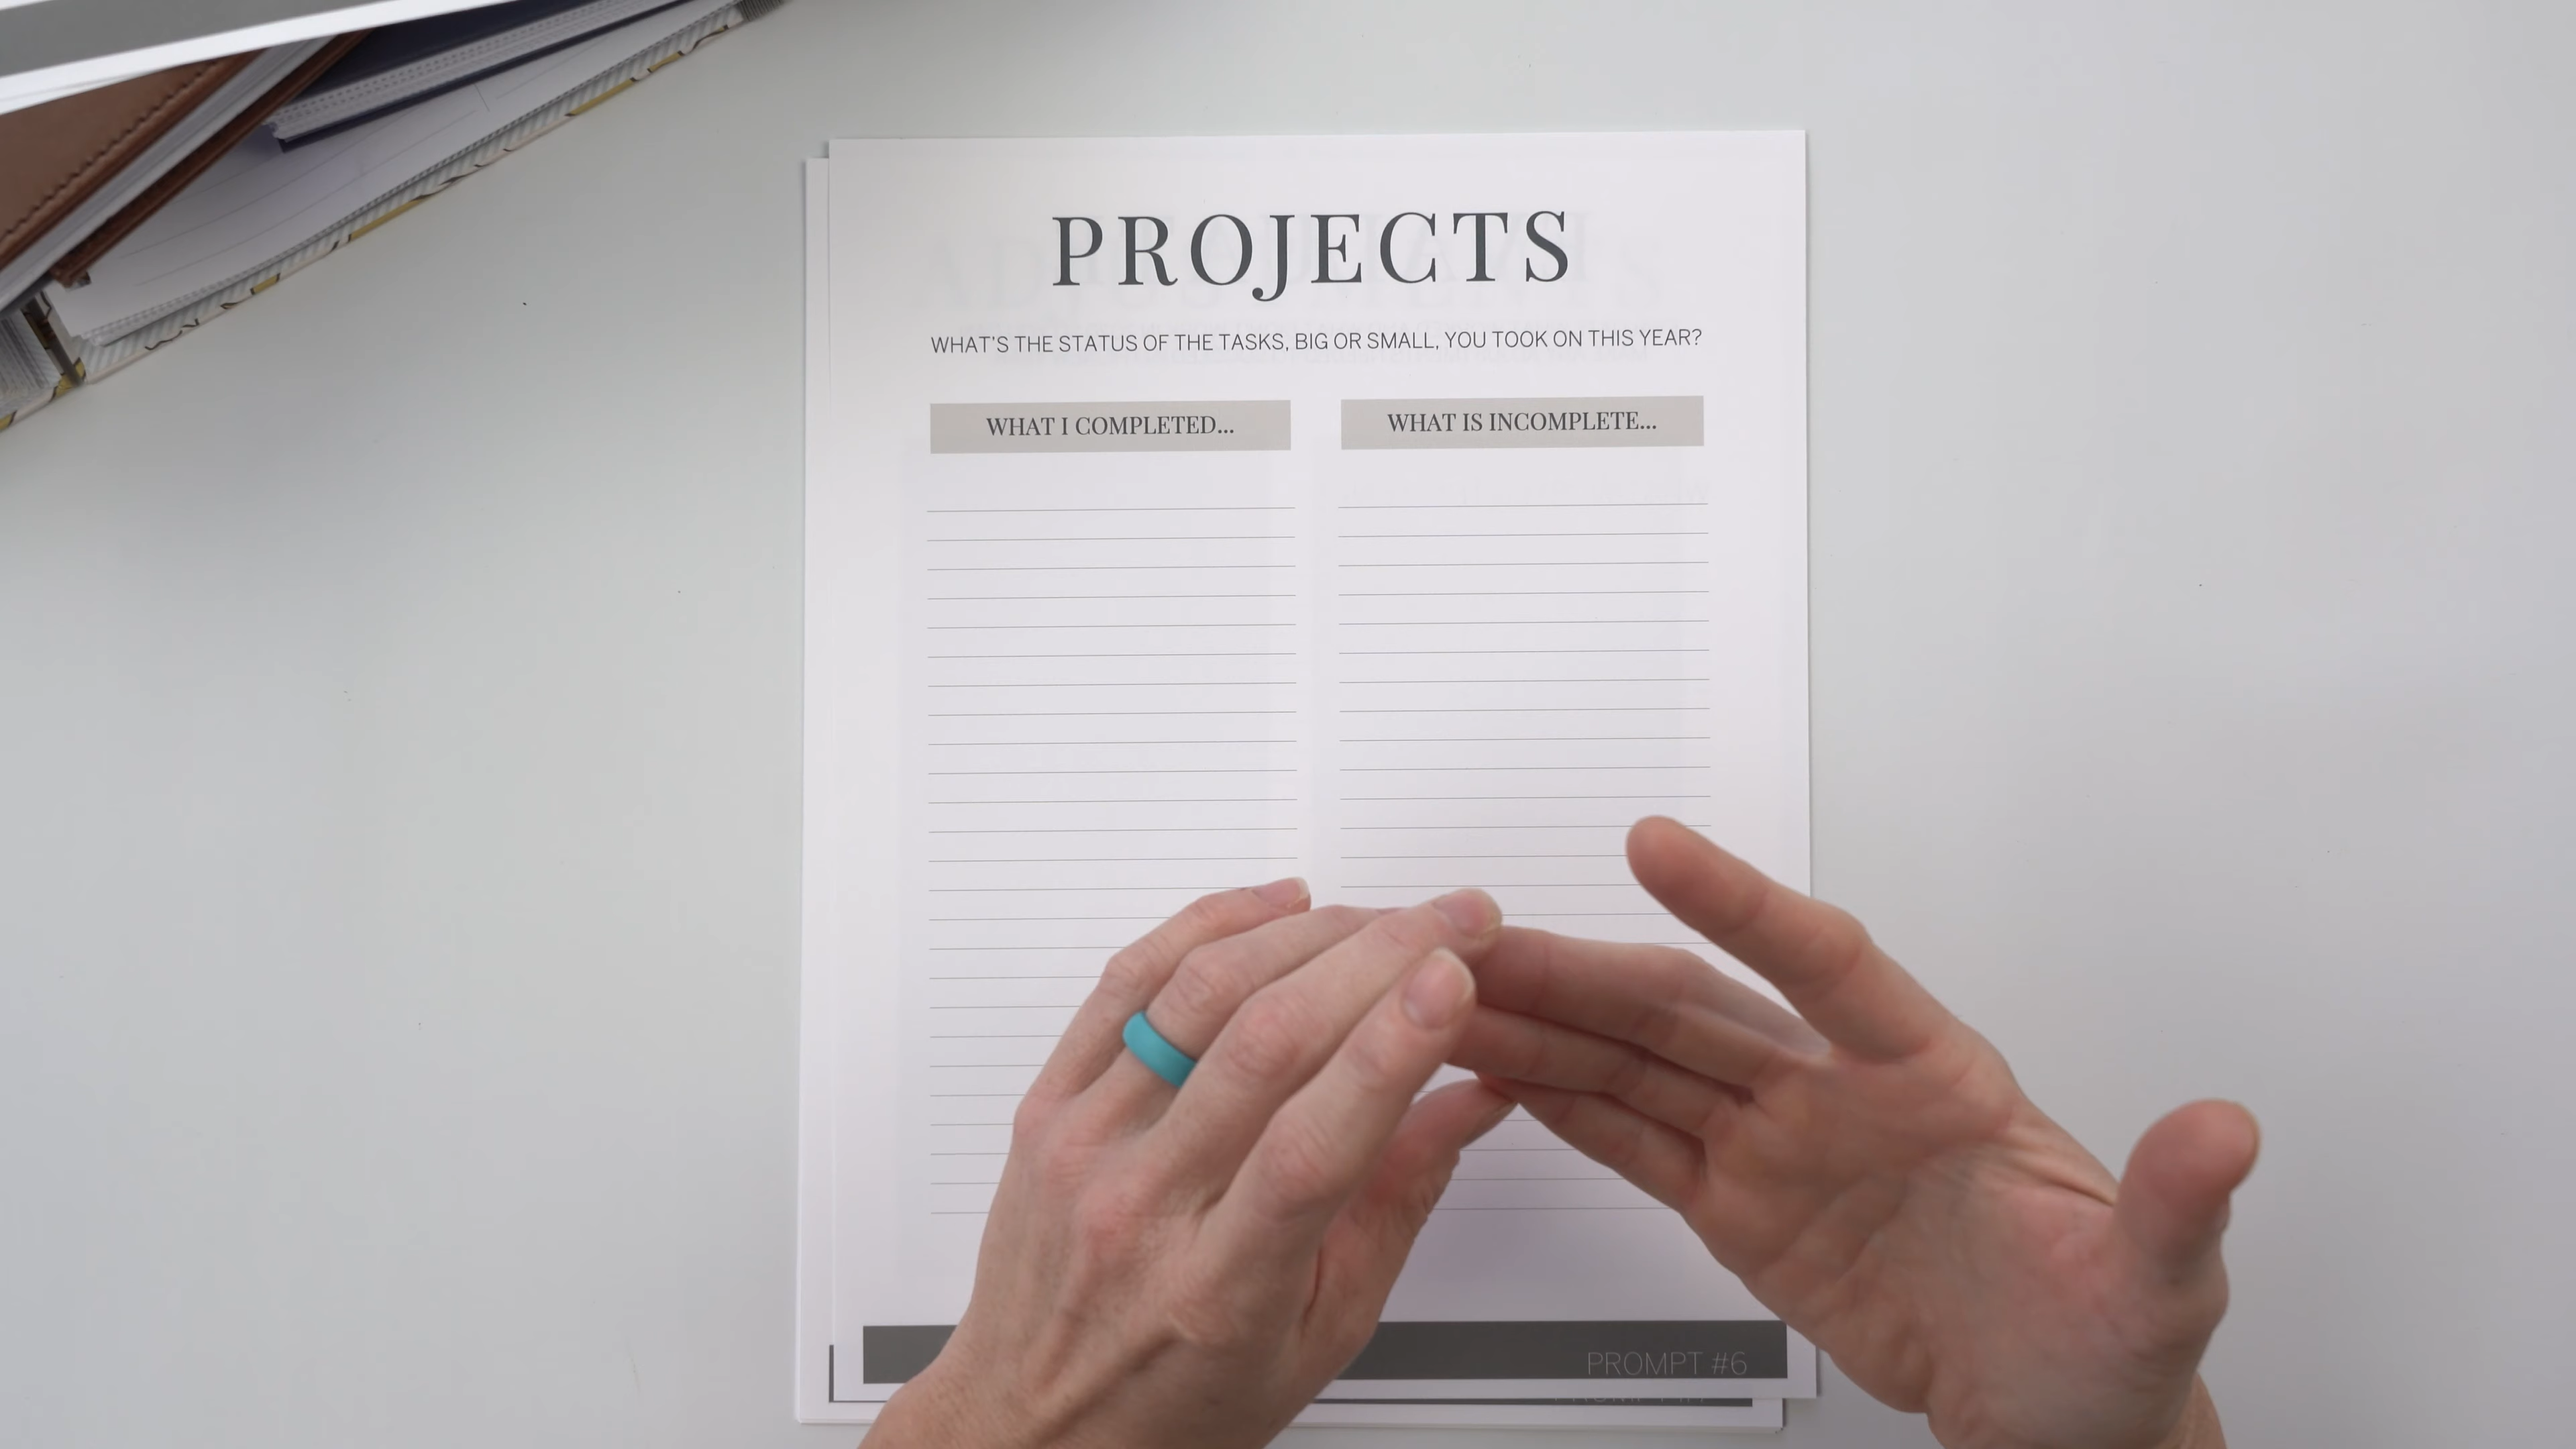 PROJECTS
WHAT'S THE STATUS OF THE TASKS, BIG OR SMALL, YOU TOOK ON THIS YEAR?
WHAT I COMPLETED...
WHAT IS INCOMPLETE...
PROMPT #6